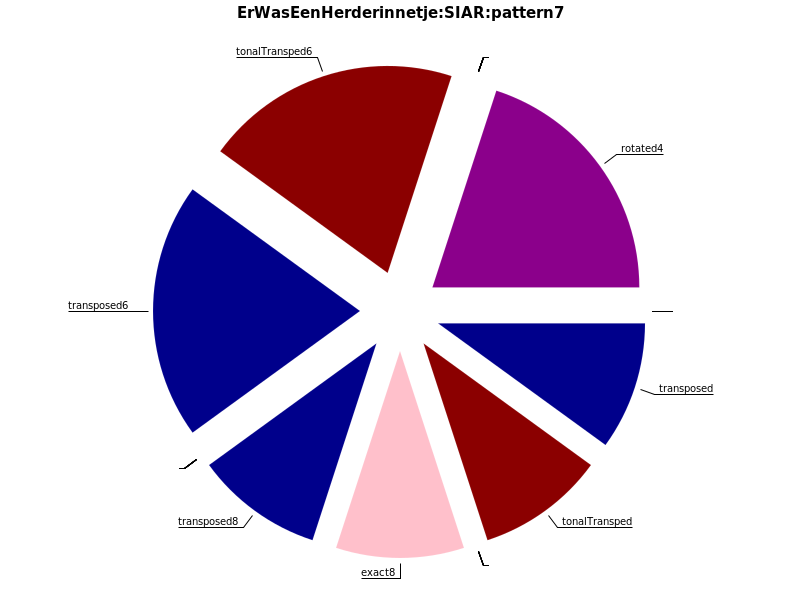 ErWasEenHerderinnetje:SIAR:pattern7
tonalTransped6
rotated4
transposed6
transposed
transposed8
tonalTransped
exact8